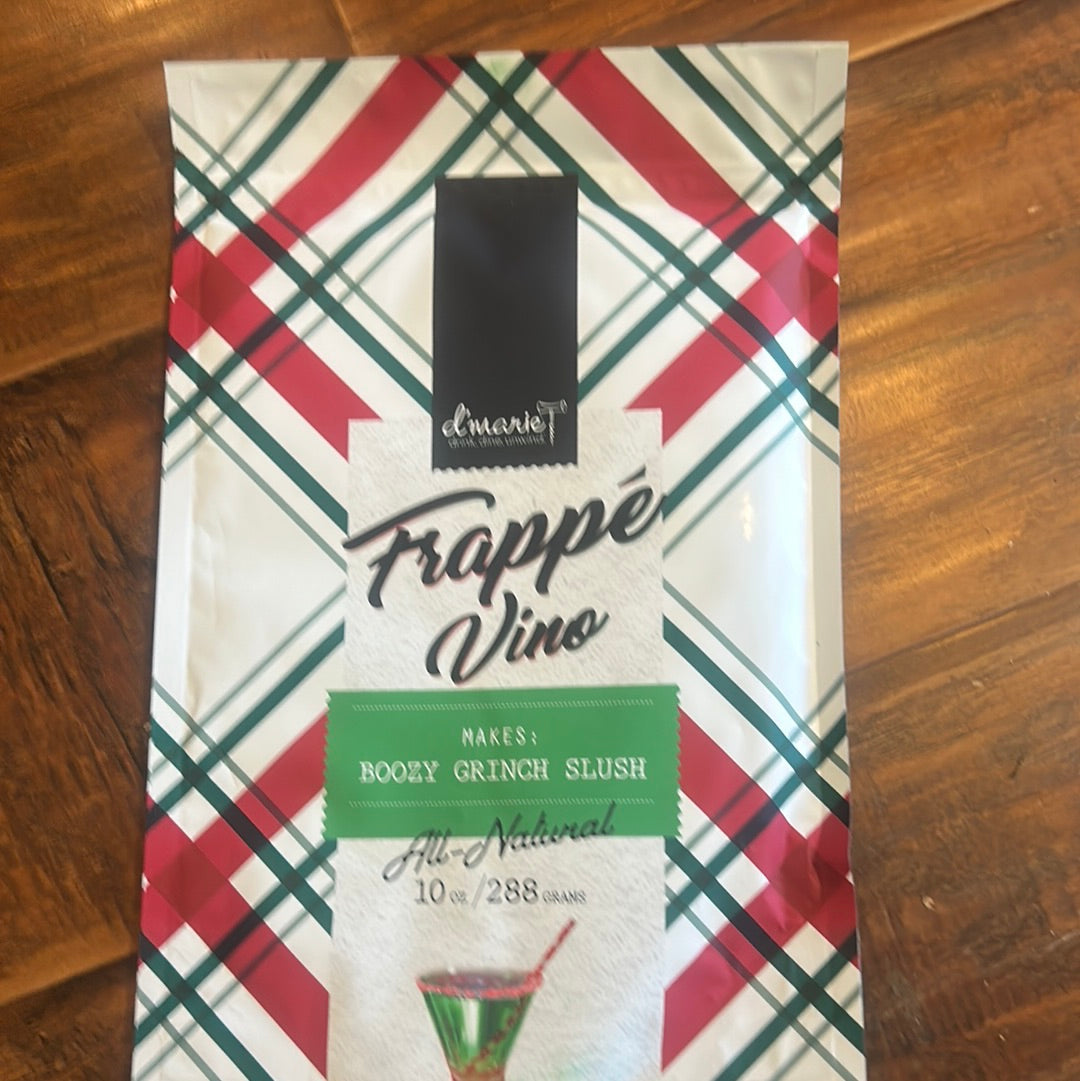 d'marie
Frappé
Vino
MAKES:
BOOZY GRINCH SLUSH
All-Natural
10 OZ /288 GRAMS